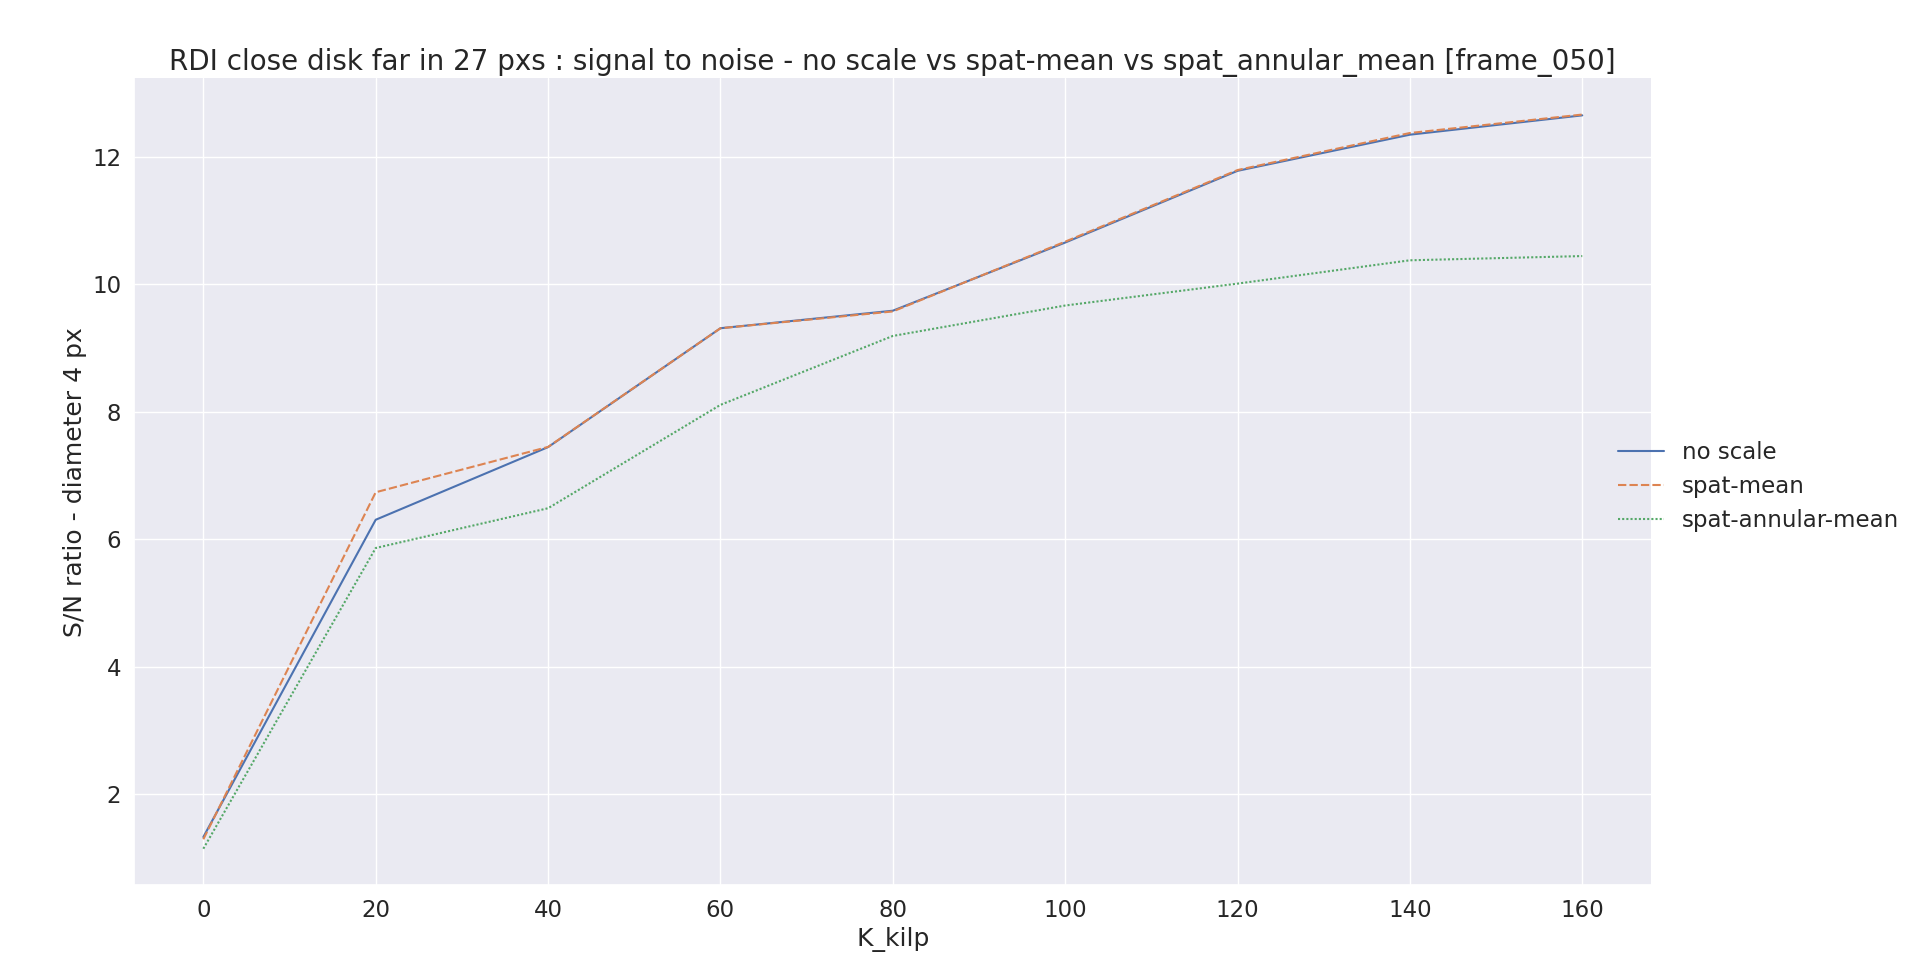 RDI close disk far in 27 pxs : signal to noise - no scale vs spat-mean vs spat_annular_mean [frame_050]
12
10
8
6
4
2
S/N ratio - diameter 4 px
no scale
spat-mean
spat-annular-mean
0 20 40 60 80 100 120 140 160
K_kilp